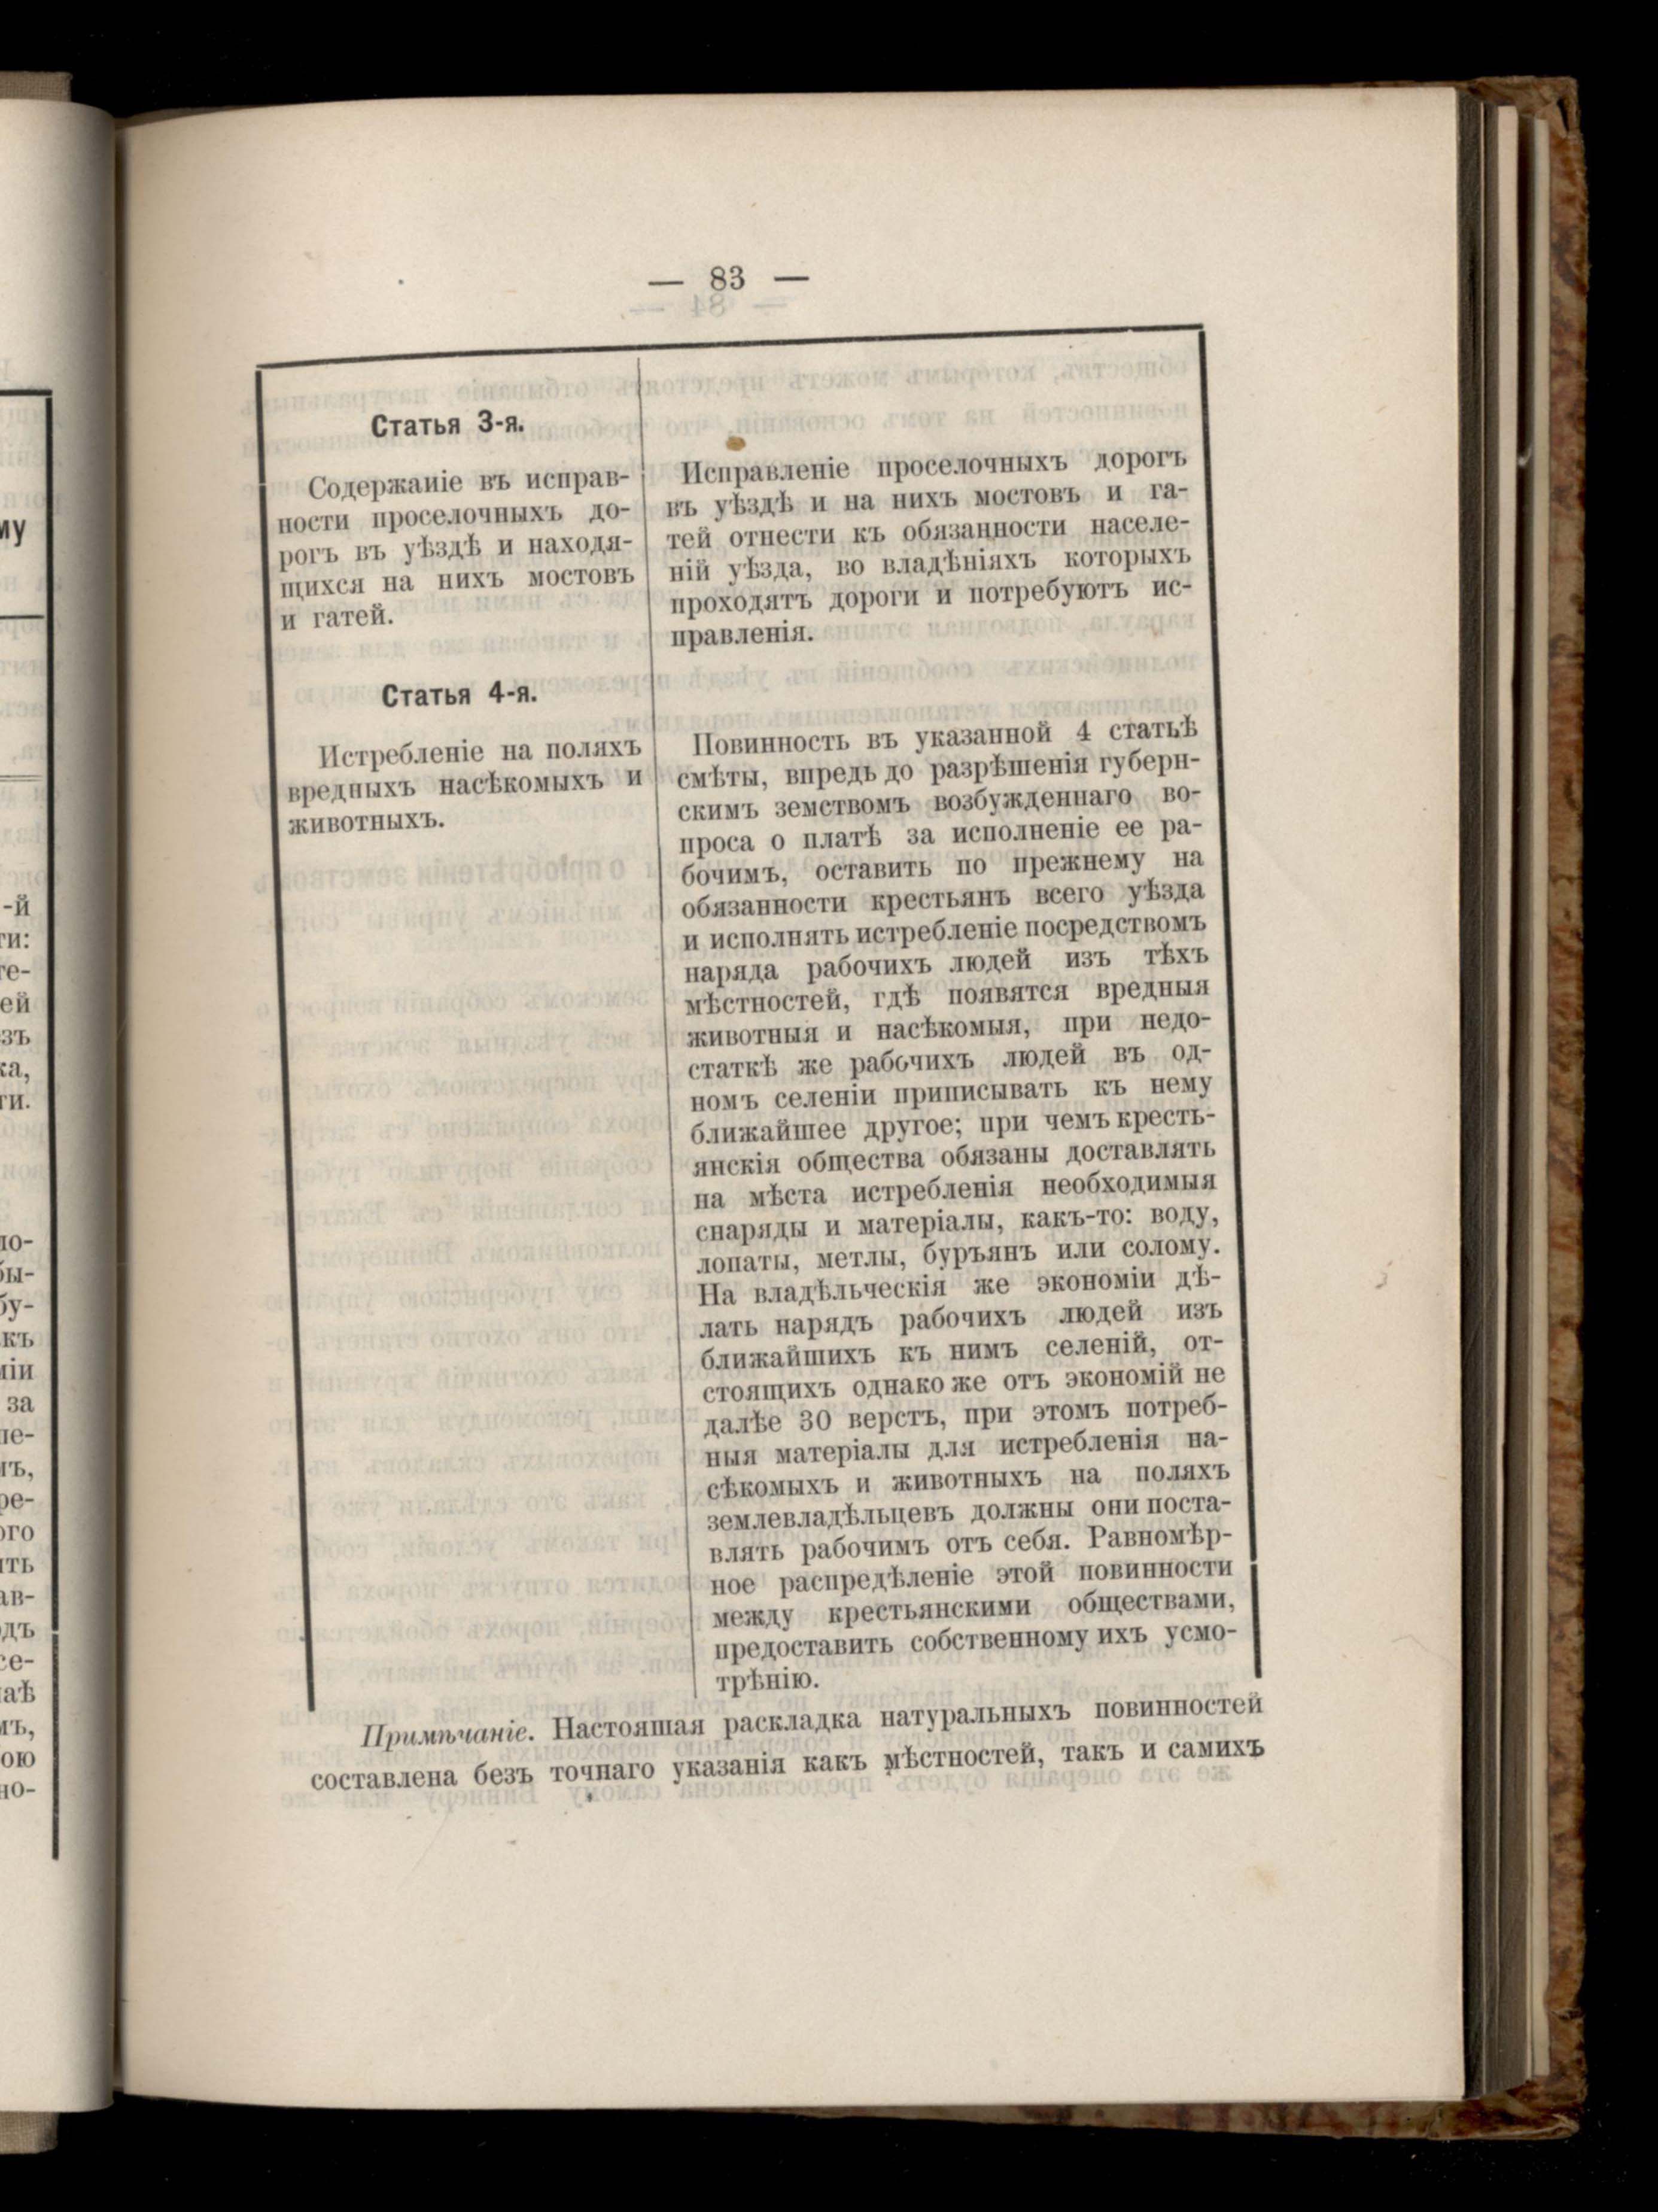 — 83 —
Статья 3-я.
Содержаніе въ исправ-
ности проселочныхъ до-
рогъ въ уѣздѣ и находя-
щихся на нихъ мостовъ
и гатей.
Исправленіе проселочныхъ дорогъ
въ уѣздѣ и на нихъ мостовъ и га-
тей отнести къ обязанности населе-
ній уѣзда, во владѣніяхъ которыхъ
проходятъ дороги и потребуютъ ис-
правленія.
Статья 4-я.
Истребленіе на поляхъ
вредныхъ насѣкомыхъ и
животныхъ.
Повинность въ указанной 4 статьѣ
смѣты, впредь до разрѣшенія губерн-
скимъ земствомъ возбужденнаго во-
проса о платѣ за исполненіе ее ра-
бочимъ, оставить по прежнему на
обязанности крестьянъ всего уѣзда
и исполнять истребленіе посредствомъ
наряда рабочихъ людей изъ тѣхъ
мѣстностей, гдѣ появятся вредныя
животныя и насѣкомыя, при недо-
статкѣ же рабочихъ людей въ од-
номъ селеніи приписывать къ нему
ближайшее другое; при чемъ кресть-
янскія общества обязаны доставлять
на мѣста истребленія необходимыя
снаряды и матеріалы, какъ-то: воду,
лопаты, метлы, бурьянъ или солому.
На владѣльческія же экономіи дѣ-
лать нарядъ рабочихъ людей изъ
ближайшихъ къ нимъ селеній, от-
стоящихъ однако же отъ экономій не
далѣе 30 верстъ, при этомъ потреб-
ныя матеріалы для истребленія на-
сѣкомыхъ и животныхъ на поляхъ
землевладѣльцевъ должны они поста-
влять рабочимъ отъ себя. Равномѣр-
ное распредѣленіе этой повинности
между крестьянскими обществами,
предоставить собственному ихъ усмо-
трѣнію.
Примѣчаніе. Настоящая раскладка натуральныхъ повинностей
составлена безъ точнаго указанія какъ мѣстностей, такъ и самихъ